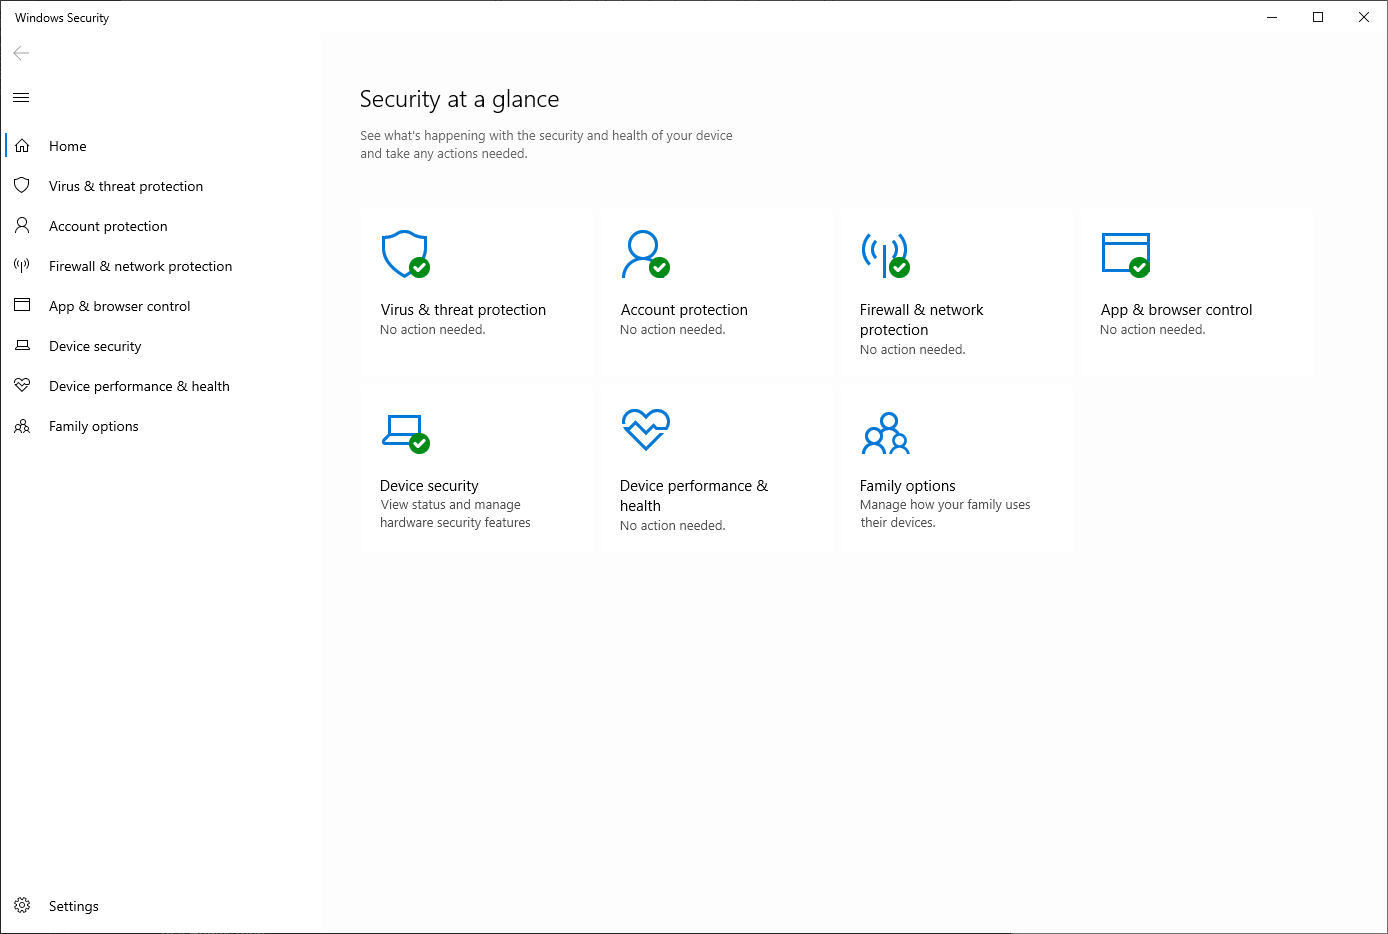 Windows Security
Home
Virus & threat protection
Account protection
Firewall & network protection
App & browser control
Device security
Device performance & health
Family options
Settings
Security at a glance
See what's happening with the security and health of your device
and take any actions needed.
Virus & threat protection
No action needed.
Account protection
No action needed.
Firewall & network
protection
No action needed.
App & browser control
No action needed.
Device security
View status and manage
hardware security features
Device performance &
health
No action needed.
Family options
Manage how your family uses
their devices.